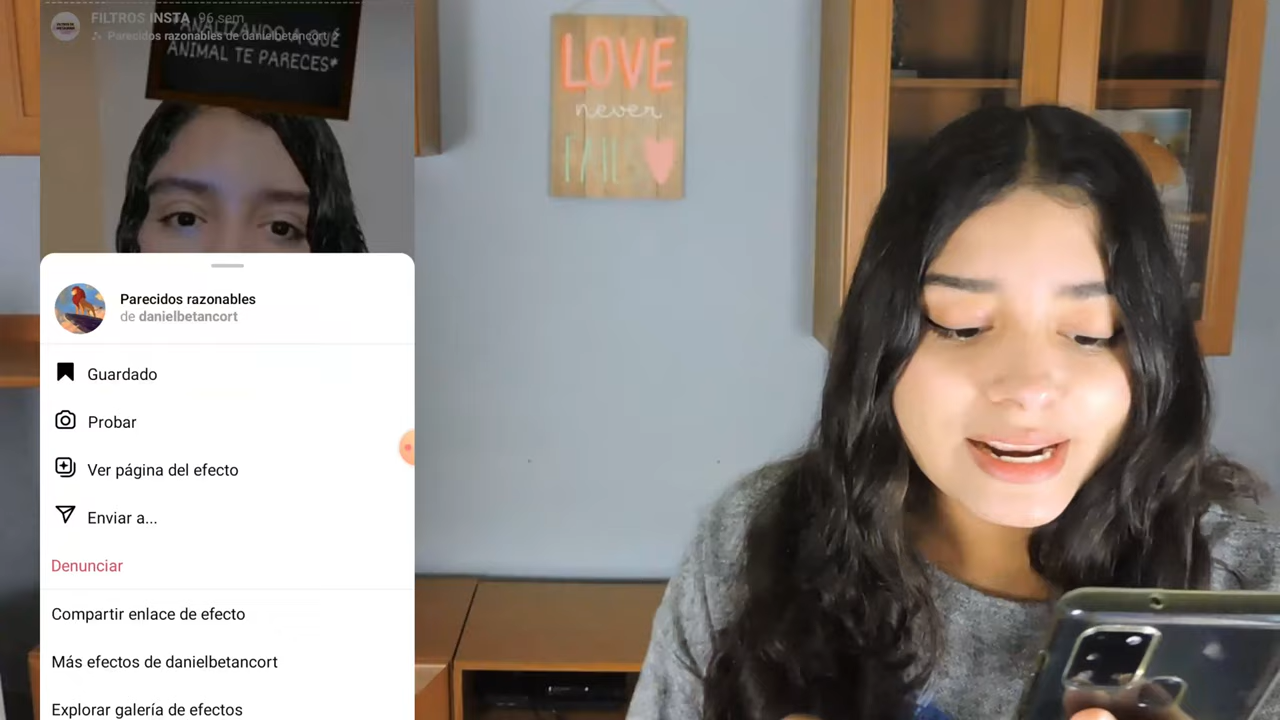 FILTROS INSTA 96 sem
Parecidos razonables de danielbetancort
*ANALIZANDO A QUÉ
ANIMAL TE PARECES*
LOVE
never
FAILS
Parecidos razonables
de danielbetancort
Guardado
Probar
Ver página del efecto
Enviar a...
Denunciar
Compartir enlace de efecto
Más efectos de danielbetancort
Explorar galería de efectos